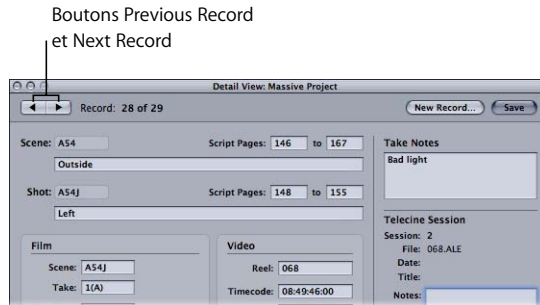 Boutons Previous Record
et Next Record
Detail View: Massive Project
Record: 28 of 29
New Record...
Save
Scene: A54
Script Pages: 146 to 167
Outside
Shot: A54J
Script Pages: 148 to 155
Left
Take Notes
Bad light
Film
Scene: A54J
Take: 1(A)
Video
Reel: 068
Timecode: 08:49:46:00
Telecine Session
Session: 2
File: 068.ALE
Date:
Title:
Notes: